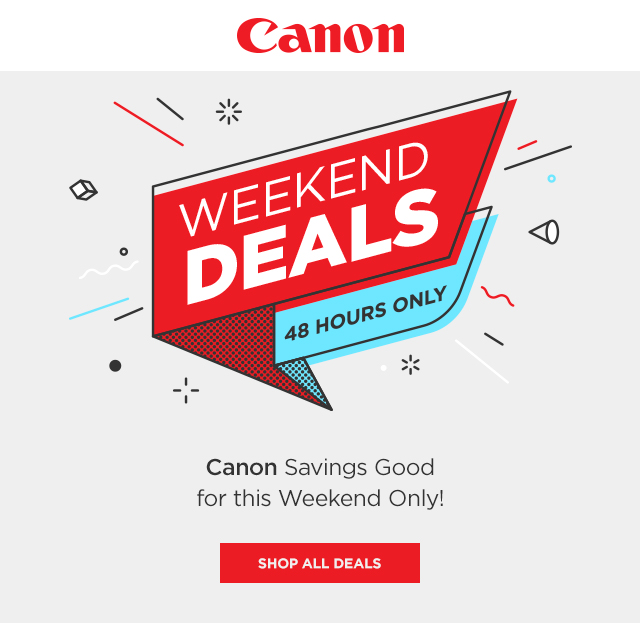 Canon
WEEKEND
DEALS
48 HOURS ONLY
Canon Savings Good
for this Weekend Only!
SHOP ALL DEALS